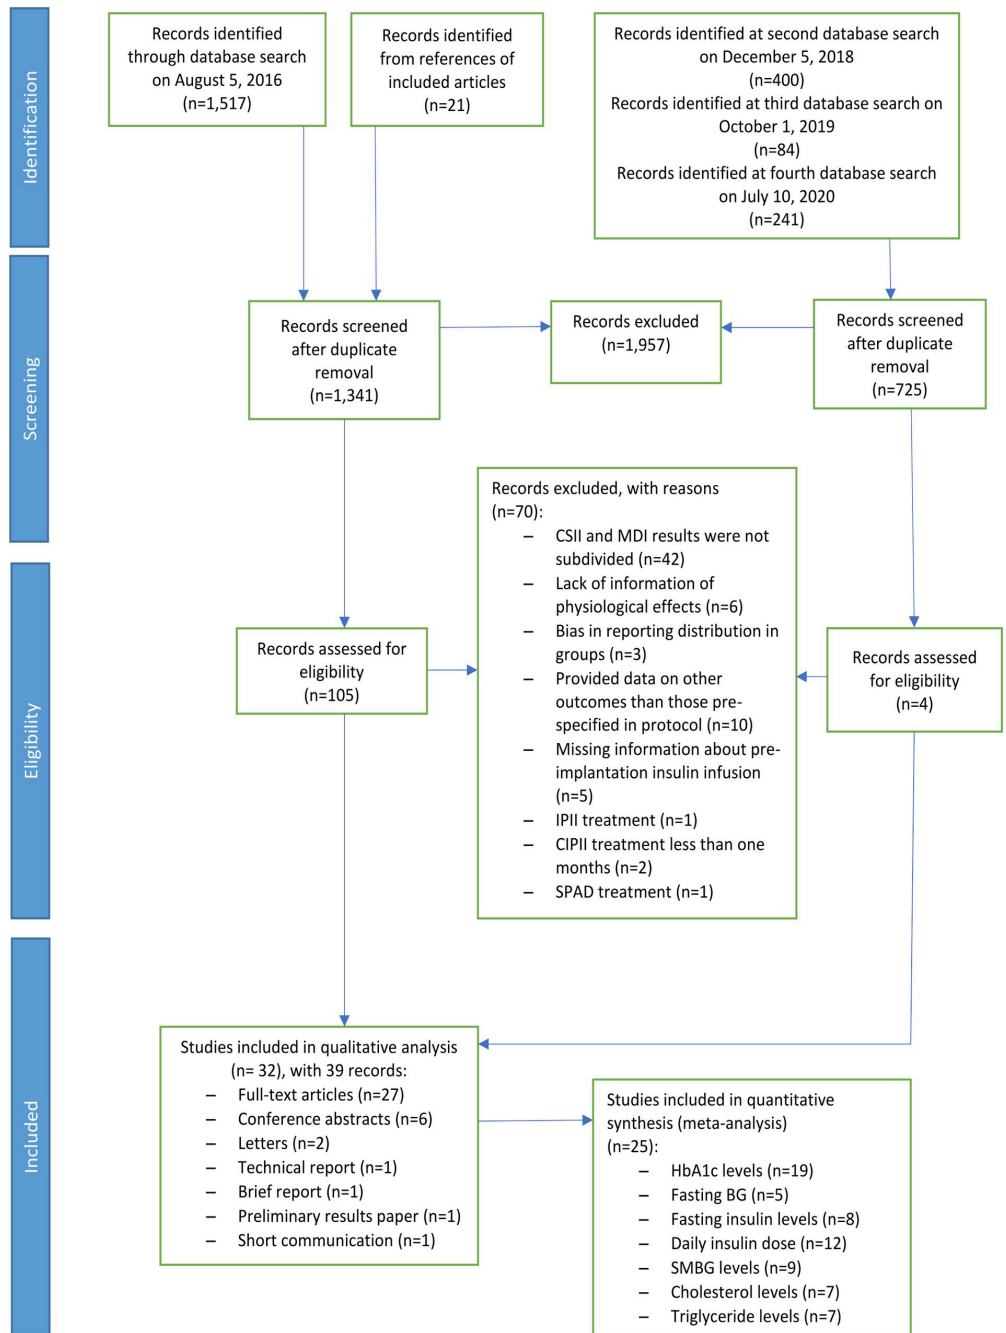 Identification
Records identified
through database search
on August 5, 2016
(n=1,517)
Records identified
from references of
included articles
(n=21)
Records identified at second database search
on December 5, 2018
(n=400)
Records identified at third database search on
October 1, 2019
(n=84)
Records identified at fourth database search
on July 10, 2020
(n=241)
Screening
Records screened
after duplicate
removal
(n=1,341)
Records excluded
(n=1,957)
Records screened
after duplicate
removal
(n=725)
Eligibility
Records assessed for
eligibility
(n=105)
Records excluded, with reasons
(n=70):
– CSII and MDI results were not
subdivided (n=42)
– Lack of information of
physiological effects (n=6)
– Bias in reporting distribution in
groups (n=3)
– Provided data on other
outcomes than those pre-
specified in protocol (n=10)
– Missing information about pre-
implantation insulin infusion
(n=5)
– IPII treatment (n=1)
– CIPII treatment less than one
months (n=2)
– SPAD treatment (n=1)
Records assessed
for eligibility
(n=4)
Included
Studies included in qualitative analysis
(n= 32), with 39 records:
– Full-text articles (n=27)
– Conference abstracts (n=6)
– Letters (n=2)
– Technical report (n=1)
– Brief report (n=1)
– Preliminary results paper (n=1)
– Short communication (n=1)
Studies included in quantitative
synthesis (meta-analysis)
(n=25):
– HbA1c levels (n=19)
– Fasting BG (n=5)
– Fasting insulin levels (n=8)
– Daily insulin dose (n=12)
– SMBG levels (n=9)
– Cholesterol levels (n=7)
– Triglyceride levels (n=7)